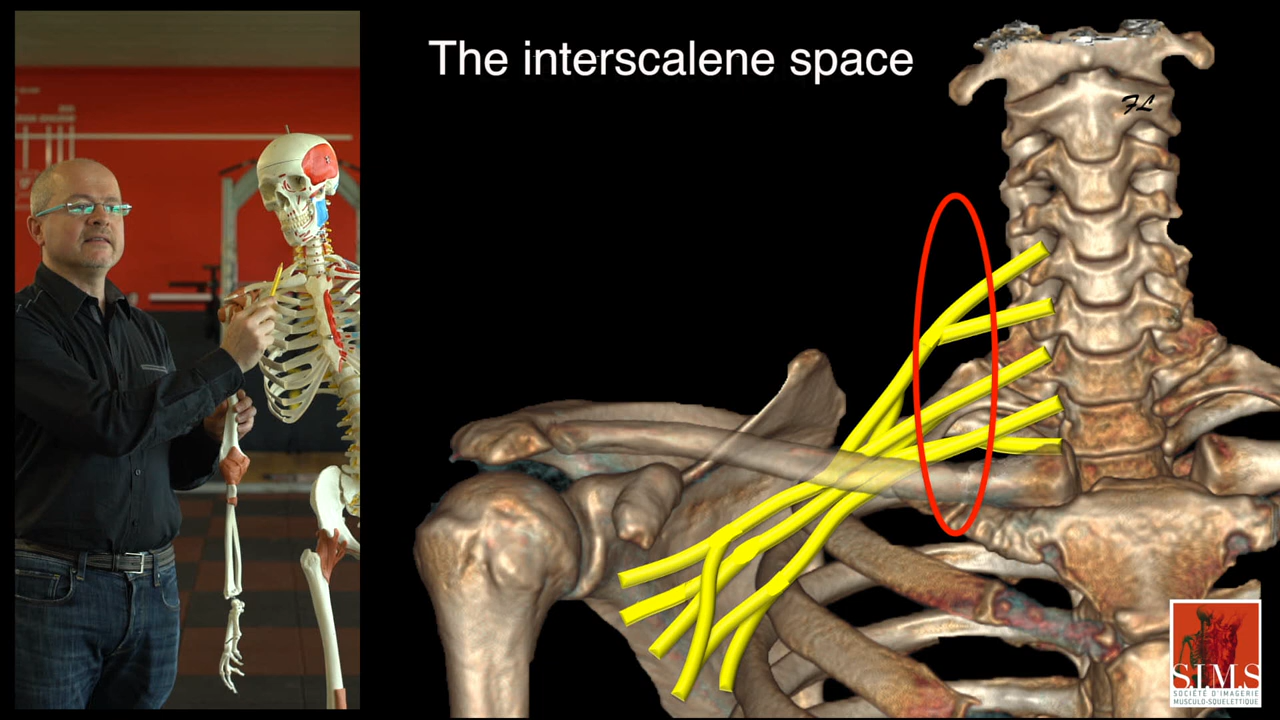 The interscalene space
FL
S.I.M.S
SOCIÉTÉ D'IMAGERIE
MUSCULO-SQUELETTIQUE